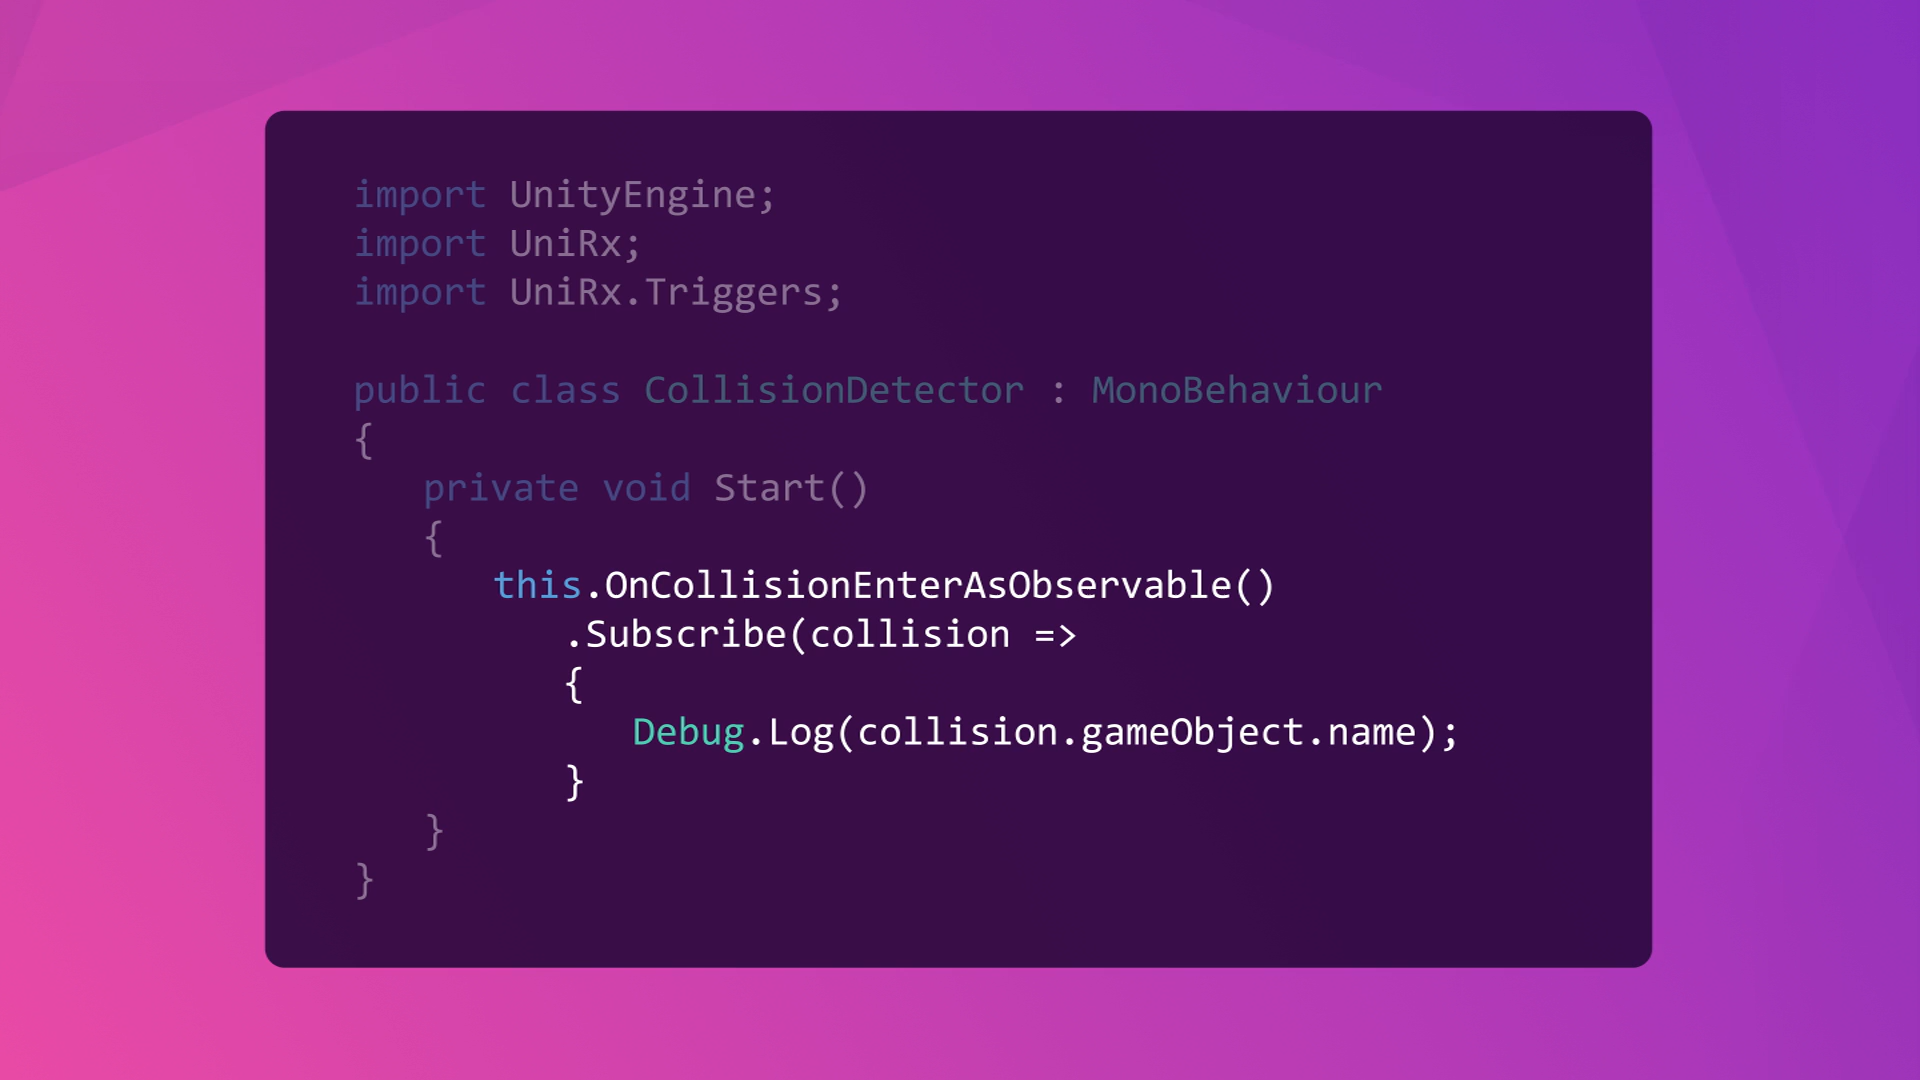 import UnityEngine;
import UniRx;
import UniRx.Triggers;
public class CollisionDetector : MonoBehaviour
{
private void Start()
{
this.OnCollisionEnterAsObservable()
.Subscribe(collision =>
{
Debug.Log(collision.gameObject.name);
}
}
}